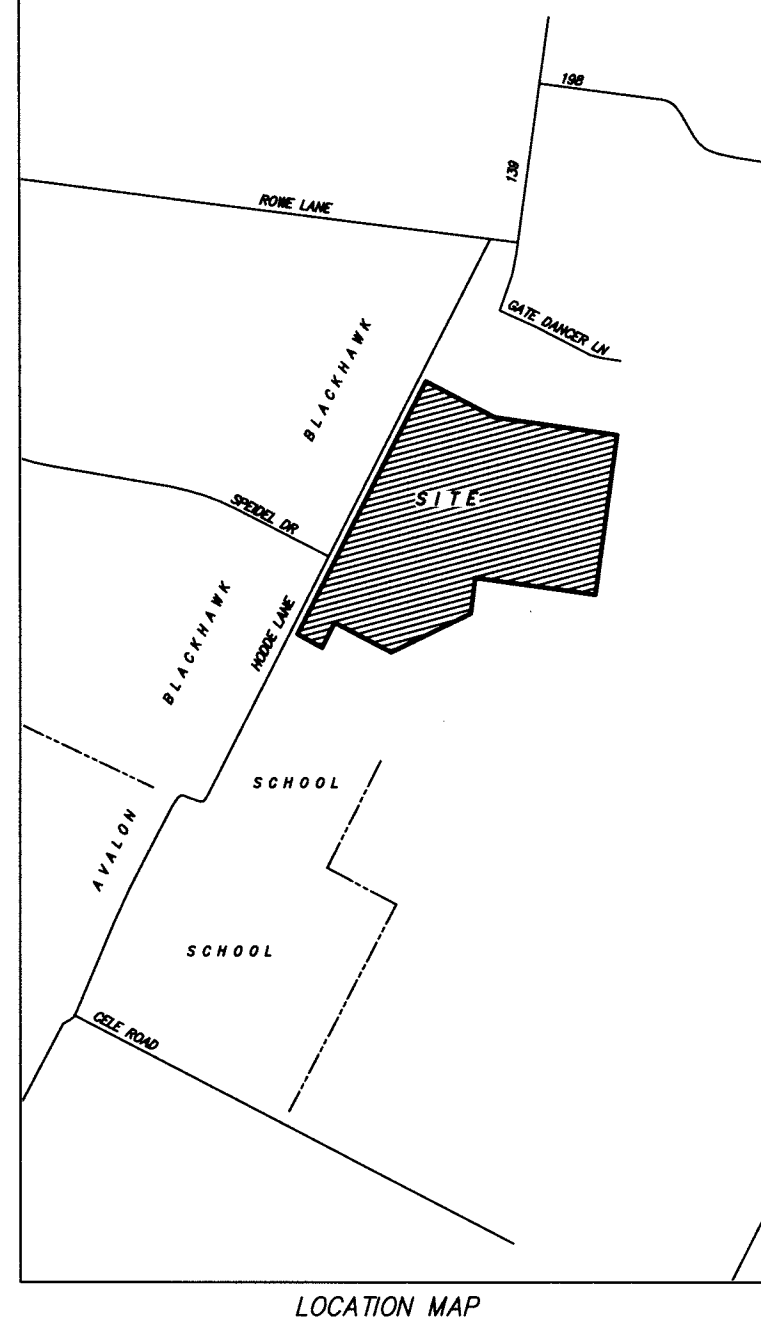 198
139
ROWE LANE
GATE DANCER LN
BLACKHAWK
SITE
SPEIDEL DR
HODDE LANE
BLACKHAWK
SCHOOL
AVALON
SCHOOL
CELE ROAD
LOCATION MAP